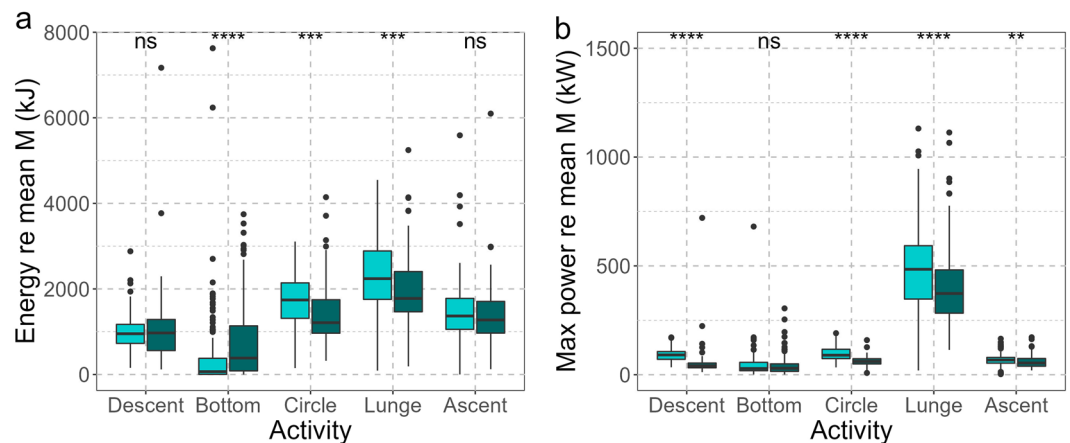 a
Energy re mean M (kJ)
8000
6000
4000
2000
0
ns **** *** *** ns
Descent Bottom Circle Lunge Ascent
Activity
b
Max power re mean M (kW)
1500
1000
500
0
**** ns **** **** **
Descent Bottom Circle Lunge Ascent
Activity